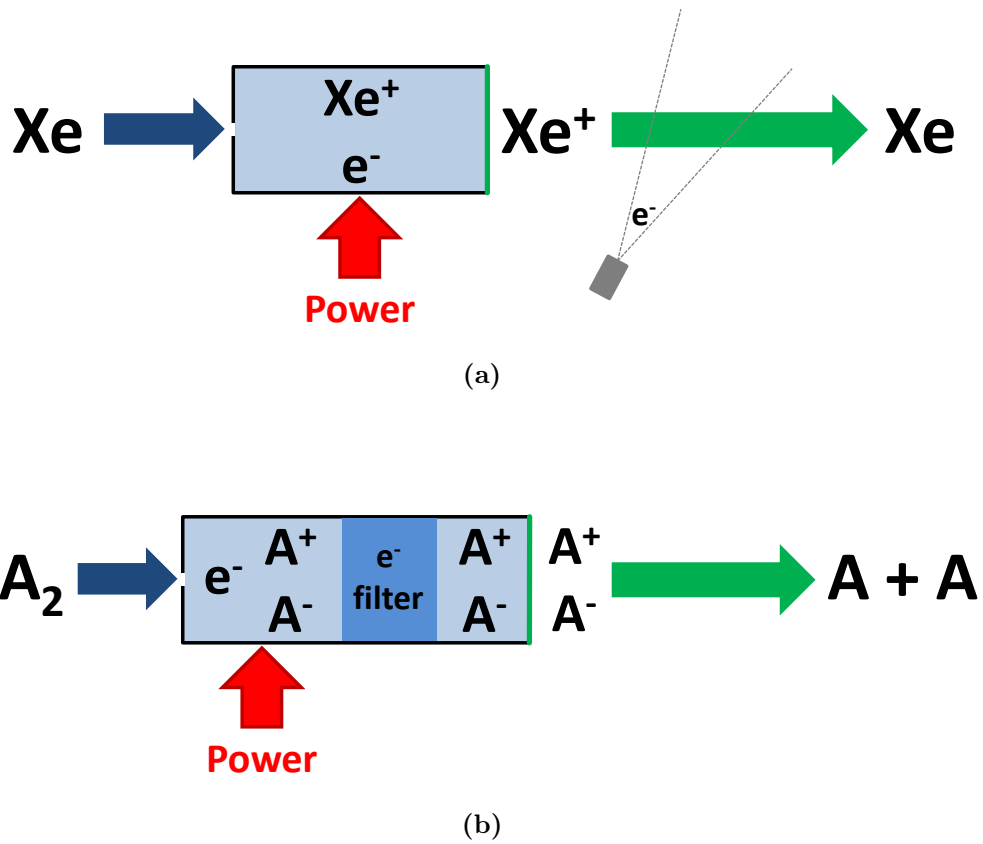 Xe Xe⁺ Xe⁺ Xe
e⁻
e⁻
Power
(a)
A⁺ A⁺ A⁺
A₂ e⁻ e⁻ filter A + A
A⁻ A⁻ A⁻
Power
(b)